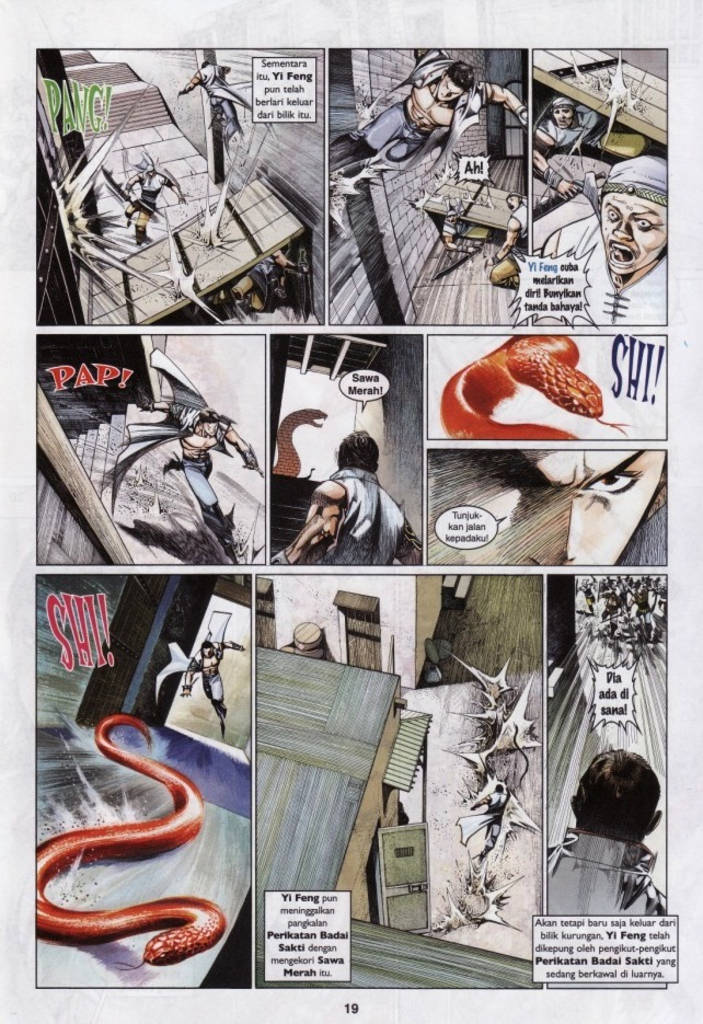 PANG!
Sementara
itu, Yi Feng
pun telah
berlari keluar
dari bilik itu.
Ah!
Yi Feng cuba
melarikan
diri! Bunyikan
tanda bahaya!
PAP!
Sawa
Merah!
SHI!
Tunjuk-
kan jalan
kepadaku!
SHI!
Yi Feng pun
meninggalkan
pangkalan
Perikatan Badai
Sakti dengan
mengekori Sawa
Merah itu.
Dia
ada di
sana!
Akan tetapi baru saja keluar dari
bilik kurungan, Yi Feng telah
dikepung oleh pengikut-pengikut
Perikatan Badai Sakti yang
sedang berkawal di luarnya.
19